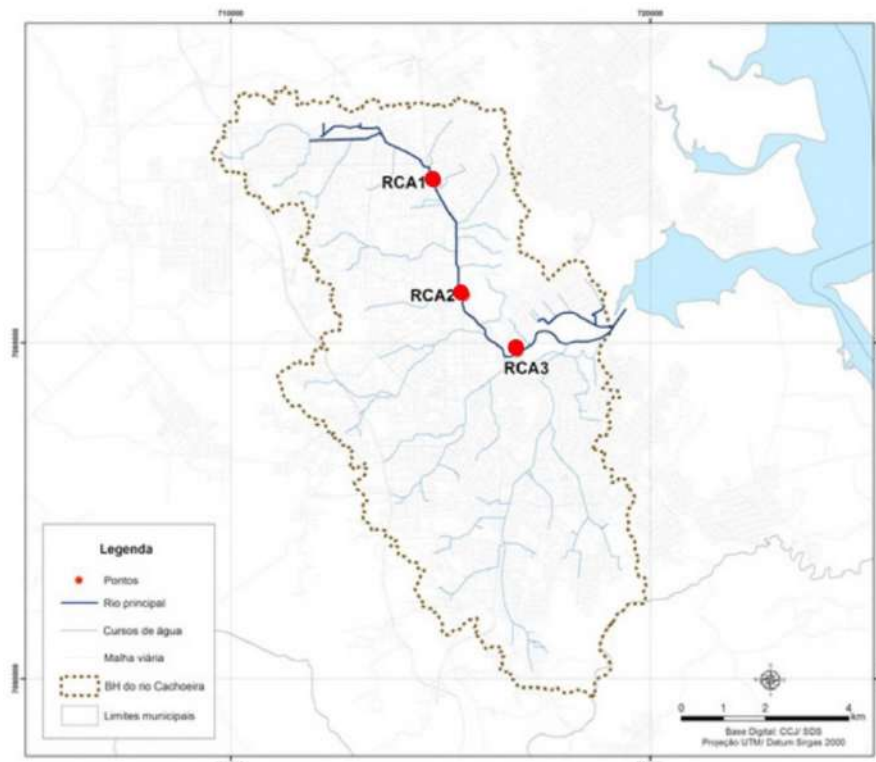 710000
720000
RCA1
RCA2
RCA3
Legenda
Pontos
Rio principal
Cursos de água
Malha viária
BH do rio Cachoeira
Limites municipais
0 1 2 4
km
Base Digital: CCJ/ SDS
Projeção UTM/ Datum Sirgas 2000